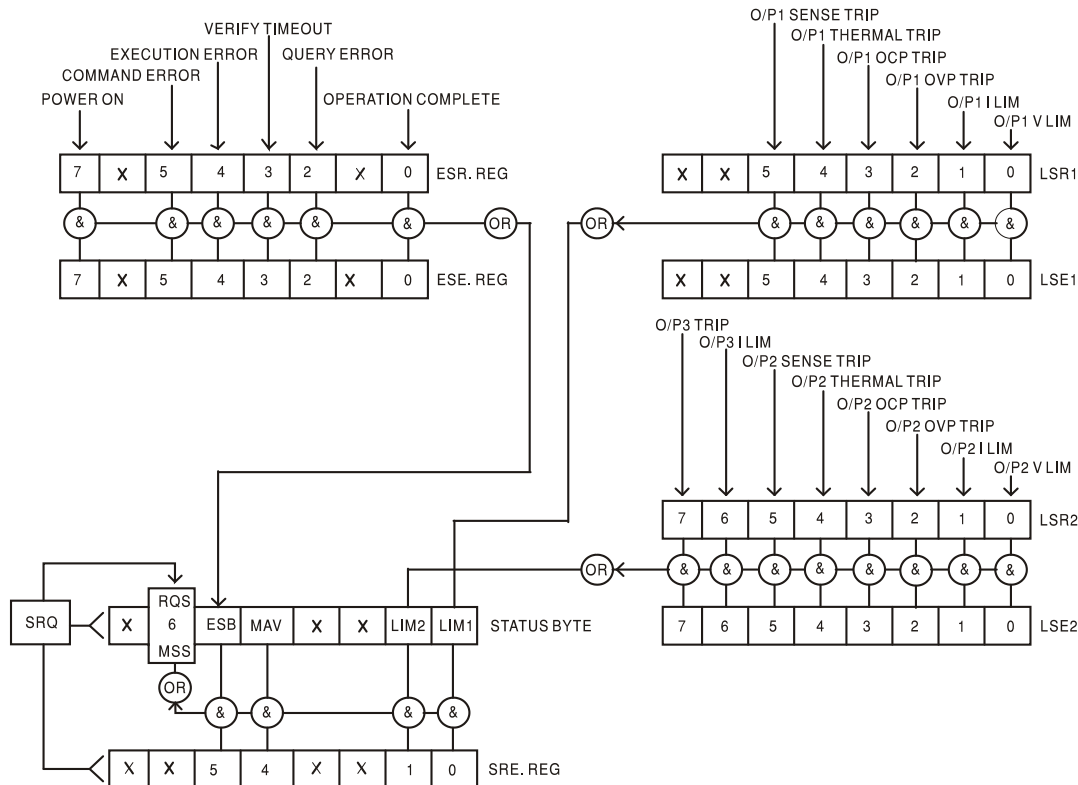 VERIFY TIMEOUT
EXECUTION ERROR QUERY ERROR
COMMAND ERROR
POWER ON OPERATION COMPLETE
7 X 5 4 3 2 X 0 ESR. REG
& & & & & & OR
7 X 5 4 3 2 X 0 ESE. REG
O/P1 SENSE TRIP
O/P1 THERMAL TRIP
O/P1 OCP TRIP
O/P1 OVP TRIP
O/P1 I LIM
O/P1 V LIM
X X 5 4 3 2 1 0 LSR1
OR & & & & & &
X X 5 4 3 2 1 0 LSE1
O/P3 TRIP
O/P3 I LIM
O/P2 SENSE TRIP
O/P2 THERMAL TRIP
O/P2 OCP TRIP
O/P2 OVP TRIP
O/P2 I LIM
O/P2 V LIM
7 6 5 4 3 2 1 0 LSR2
OR & & & & & & & &
7 6 5 4 3 2 1 0 LSE2
RQS
SRQ X 6 ESB MAV X X LIM2 LIM1 STATUS BYTE
MSS
OR
& & & &
X X 5 4 X X 1 0 SRE. REG